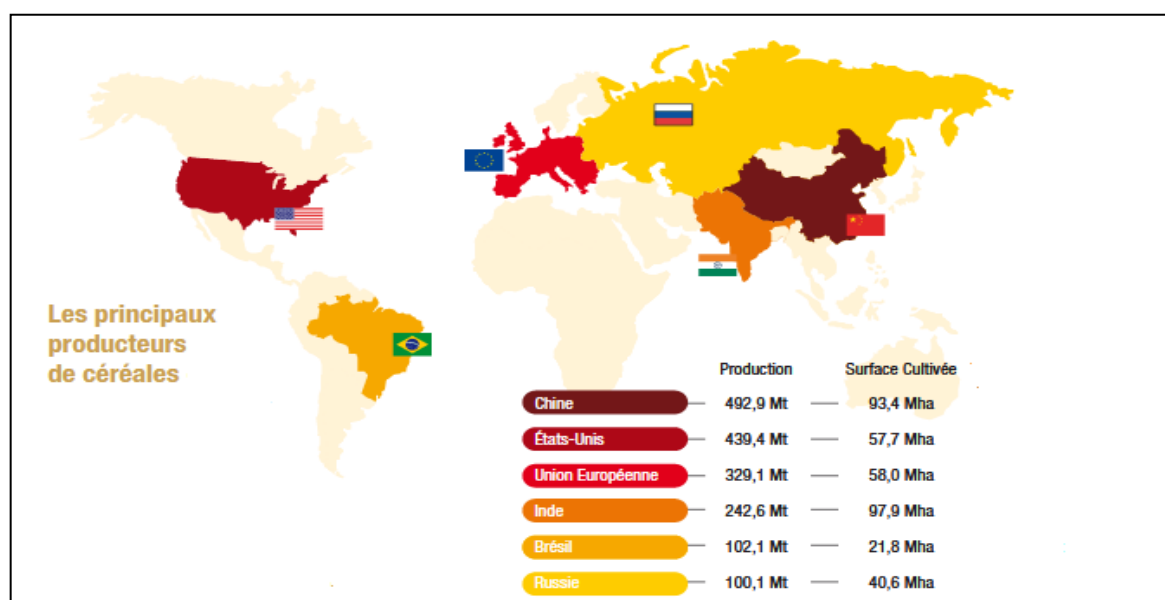 Les principaux
producteurs
de céréales
Production Surface Cultivée
Chine 492,9 Mt 93,4 Mha
États-Unis 439,4 Mt 57,7 Mha
Union Européenne 329,1 Mt 58,0 Mha
Inde 242,6 Mt 97,9 Mha
Brésil 102,1 Mt 21,8 Mha
Russie 100,1 Mt 40,6 Mha